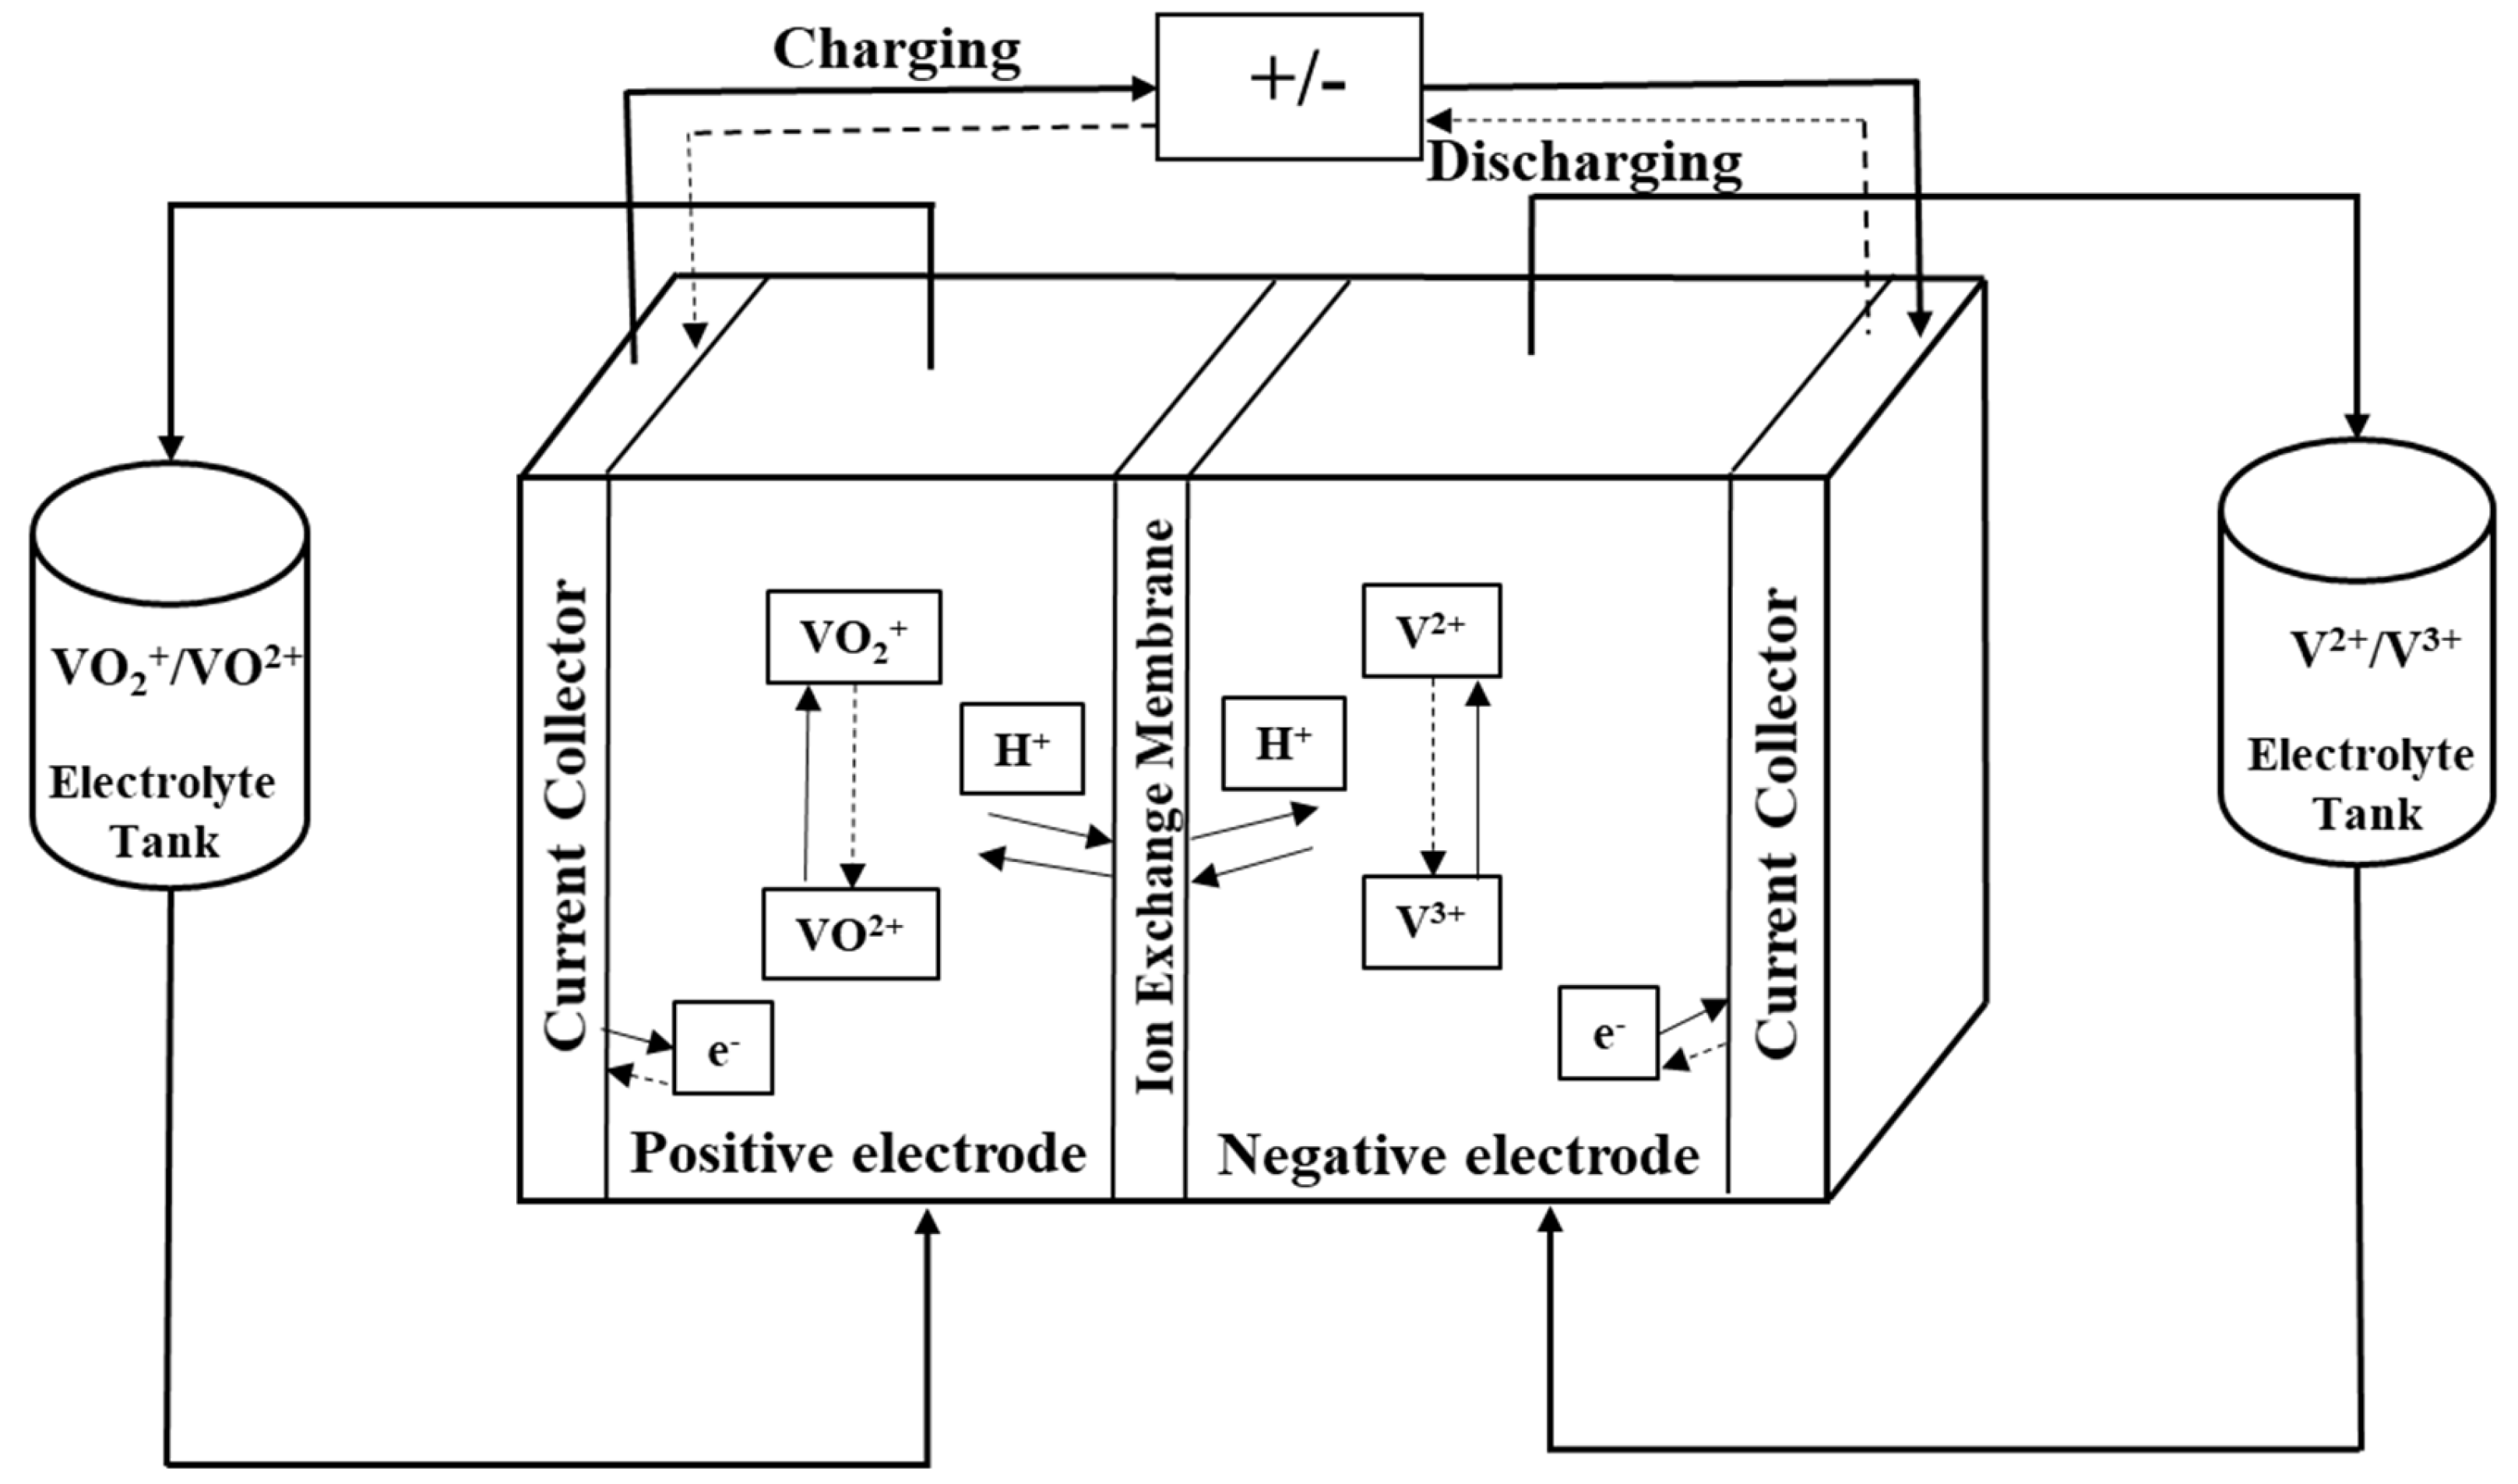 Charging
+/-
Discharging
VO₂⁺/VO²⁺
Electrolyte
Tank
Current Collector
VO₂⁺
H⁺
VO²⁺
e⁻
Positive electrode
Ion Exchange Membrane
V²⁺
H⁺
V³⁺
e⁻
Negative electrode
Current Collector
V²⁺/V³⁺
Electrolyte
Tank